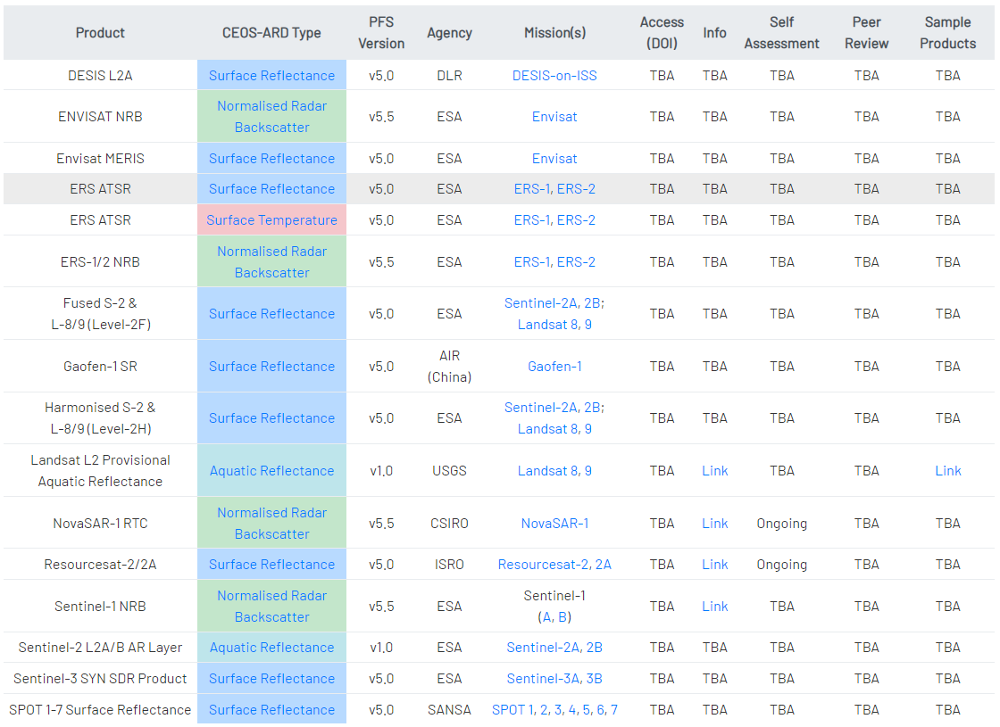 Product CEOS-ARD Type PFS Version Agency Mission(s) Access (DOI) Info Self Assessment Peer Review Sample Products
DESIS L2A Surface Reflectance v5.0 DLR DESIS-on-ISS TBA TBA TBA TBA TBA
ENVISAT NRB Normalised Radar Backscatter v5.5 ESA Envisat TBA TBA TBA TBA TBA
Envisat MERIS Surface Reflectance v5.0 ESA Envisat TBA TBA TBA TBA TBA
ERS ATSR Surface Reflectance v5.0 ESA ERS-1, ERS-2 TBA TBA TBA TBA TBA
ERS ATSR Surface Temperature v5.0 ESA ERS-1, ERS-2 TBA TBA TBA TBA TBA
ERS-1/2 NRB Normalised Radar Backscatter v5.5 ESA ERS-1, ERS-2 TBA TBA TBA TBA TBA
Fused S-2 & L-8/9 (Level-2F) Surface Reflectance v5.0 ESA Sentinel-2A, 2B; Landsat 8, 9 TBA TBA TBA TBA TBA
Gaofen-1 SR Surface Reflectance v5.0 AIR (China) Gaofen-1 TBA TBA TBA TBA TBA
Harmonised S-2 & L-8/9 (Level-2H) Surface Reflectance v5.0 ESA Sentinel-2A, 2B; Landsat 8, 9 TBA TBA TBA TBA TBA
Landsat L2 Provisional Aquatic Reflectance Aquatic Reflectance v1.0 USGS Landsat 8, 9 TBA Link TBA TBA Link
NovaSAR-1 RTC Normalised Radar Backscatter v5.5 CSIRO NovaSAR-1 TBA Link Ongoing TBA TBA
Resourcesat-2/2A Surface Reflectance v5.0 ISRO Resourcesat-2, 2A TBA Link Ongoing TBA TBA
Sentinel-1 NRB Normalised Radar Backscatter v5.5 ESA Sentinel-1 (A, B) TBA Link TBA TBA TBA
Sentinel-2 L2A/B AR Layer Aquatic Reflectance v1.0 ESA Sentinel-2A, 2B TBA TBA TBA TBA TBA
Sentinel-3 SYN SDR Product Surface Reflectance v5.0 ESA Sentinel-3A, 3B TBA TBA TBA TBA TBA
SPOT 1-7 Surface Reflectance Surface Reflectance v5.0 SANSA SPOT 1, 2, 3, 4, 5, 6, 7 TBA TBA TBA TBA TBA